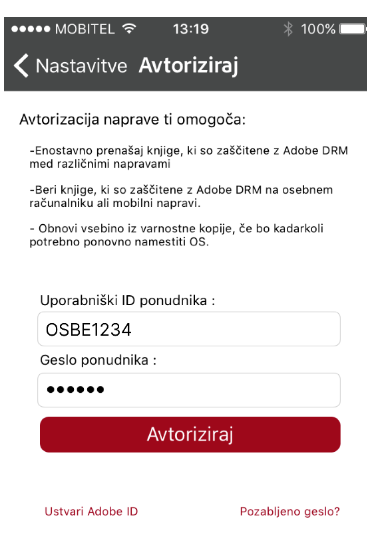 MOBITEL 13:19 100%
Nastavitve Avtoriziraj
Avtorizacija naprave ti omogoča:
-Enostavno prenašaj knjige, ki so zaščitene z Adobe DRM
med različnimi napravami
-Beri knjige, ki so zaščitene z Adobe DRM na osebnem
računalniku ali mobilni napravi.
- Obnovi vsebino iz varnostne kopije, če bo kadarkoli
potrebno ponovno namestiti OS.
Uporabniški ID ponudnika :
OSBE1234
Geslo ponudnika :
••••••
Avtoriziraj
Ustvari Adobe ID Pozabljeno geslo?